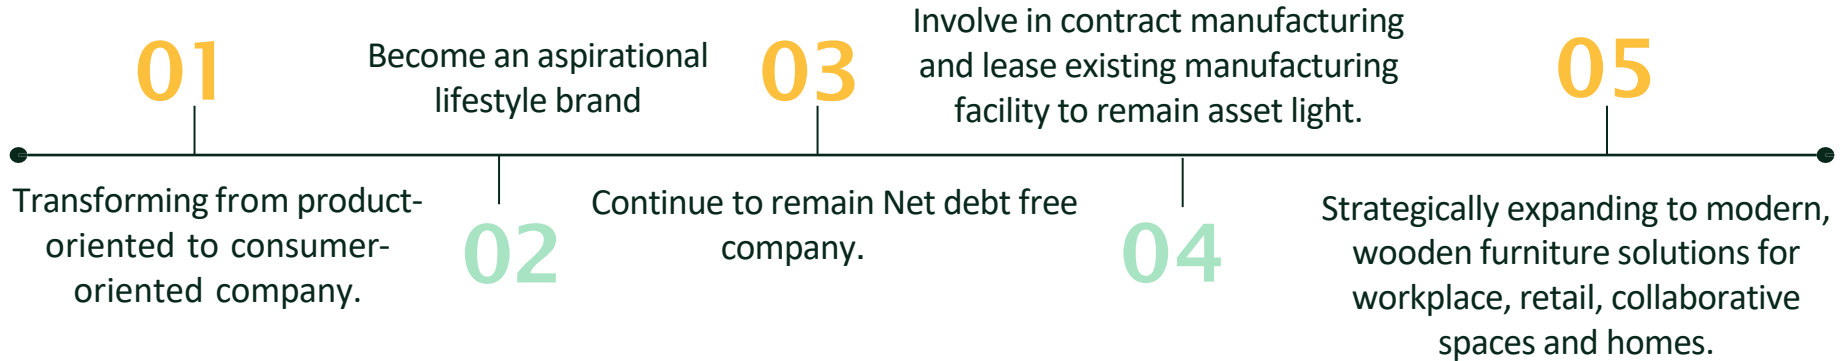 01
Transforming from product-
oriented to consumer-
oriented company.
Become an aspirational
lifestyle brand
02
03
Continue to remain Net debt free
company.
Involve in contract manufacturing
and lease existing manufacturing
facility to remain asset light.
04
05
Strategically expanding to modern,
wooden furniture solutions for
workplace, retail, collaborative
spaces and homes.